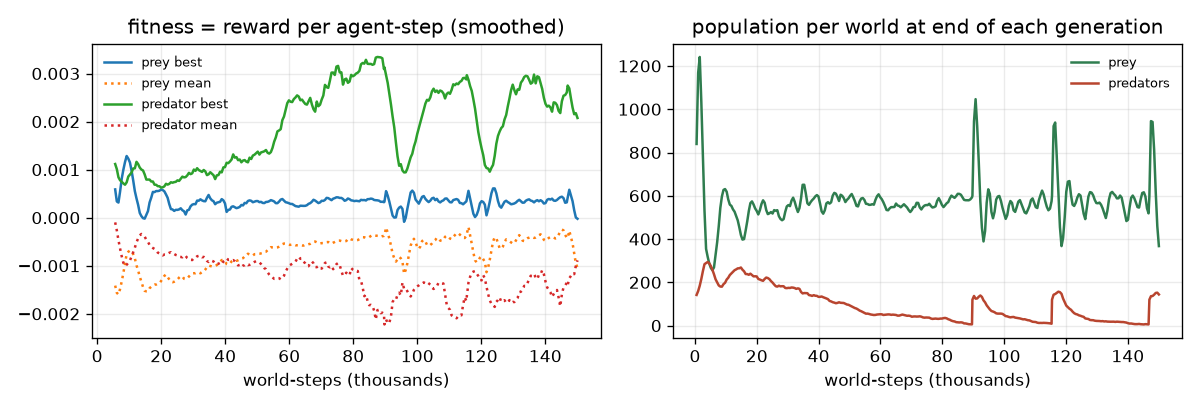 fitness = reward per agent-step (smoothed)
prey best
prey mean
predator best
predator mean
0.003
0.002
0.001
0.000
−0.001
−0.002
0 20 40 60 80 100 120 140
world-steps (thousands)
population per world at end of each generation
prey
predators
1200
1000
800
600
400
200
0
0 20 40 60 80 100 120 140
world-steps (thousands)